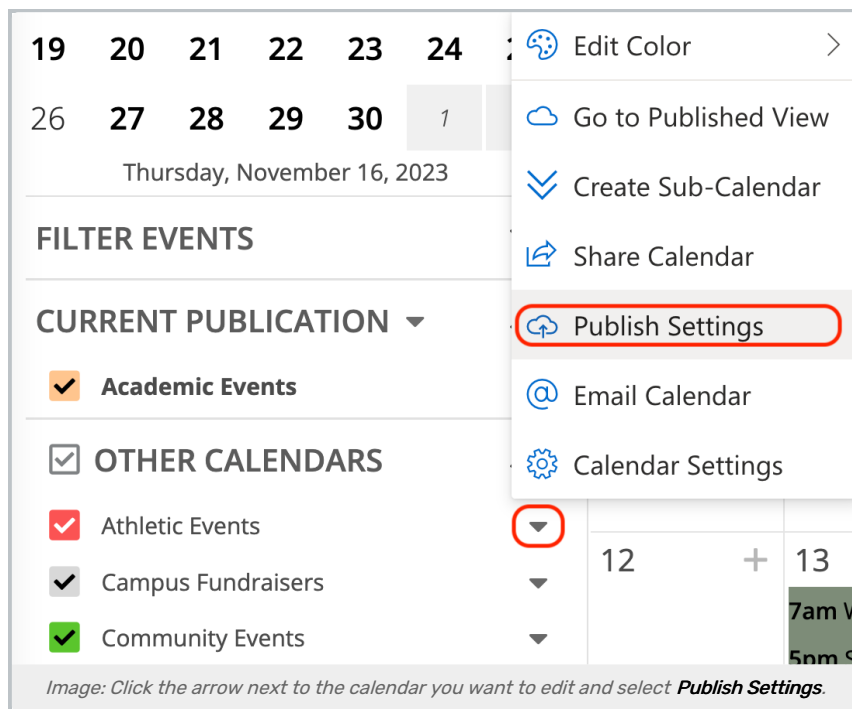 19 20 21 22 23 24
26 27 28 29 30 1
Thursday, November 16, 2023
FILTER EVENTS
CURRENT PUBLICATION
Academic Events
OTHER CALENDARS
Athletic Events
Campus Fundraisers
Community Events
Edit Color
Go to Published View
Create Sub-Calendar
Share Calendar
Publish Settings
Email Calendar
Calendar Settings
12 + 13
7am
5pm
Image: Click the arrow next to the calendar you want to edit and select Publish Settings.